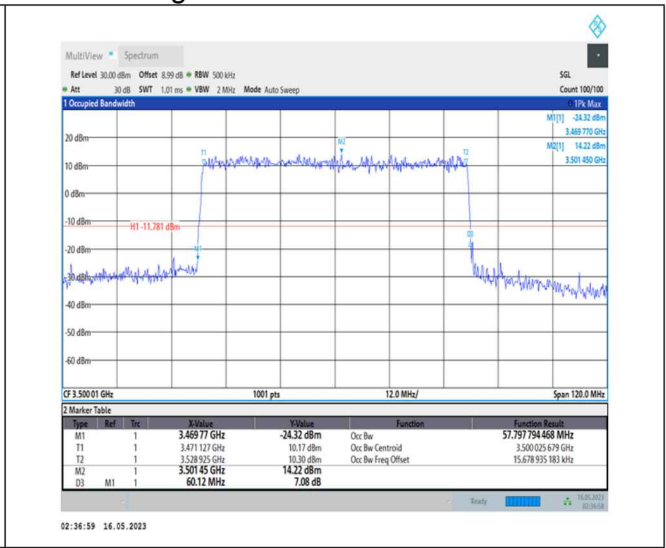 MultiView Spectrum
Ref Level 30.00 dBm Offset 8.99 dB RBW 500 kHz SGL
Att 30 dB SWT 1.01 ms VBW 2 MHz Mode Auto Sweep Count 100/100
1 Occupied Bandwidth 1Pk Max
M1[1] -24.32 dBm
3.469 770 GHz
M2[1] 14.22 dBm
3.501 450 GHz
20 dBm
M2
T1
T2
10 dBm
0 dBm
-10 dBm
H1 -11.781 dBm
D3
-20 dBm
M1
-30 dBm
-40 dBm
-50 dBm
-60 dBm
CF 3.500 01 GHz 1001 pts 12.0 MHz/ Span 120.0 MHz
2 Marker Table
Type Ref Trc X-Value Y-Value Function Function Result
M1 1 3.469 77 GHz -24.32 dBm Occ Bw 57.797 794 468 MHz
T1 1 3.471 127 GHz 10.17 dBm Occ Bw Centroid 3.500 025 679 GHz
T2 1 3.528 925 GHz 10.30 dBm Occ Bw Freq Offset 15.678 935 183 kHz
M2 1 3.501 45 GHz 14.22 dBm
D3 M1 1 60.12 MHz 7.08 dB
Ready 16.05.2023
02:36:58
02:36:59 16.05.2023